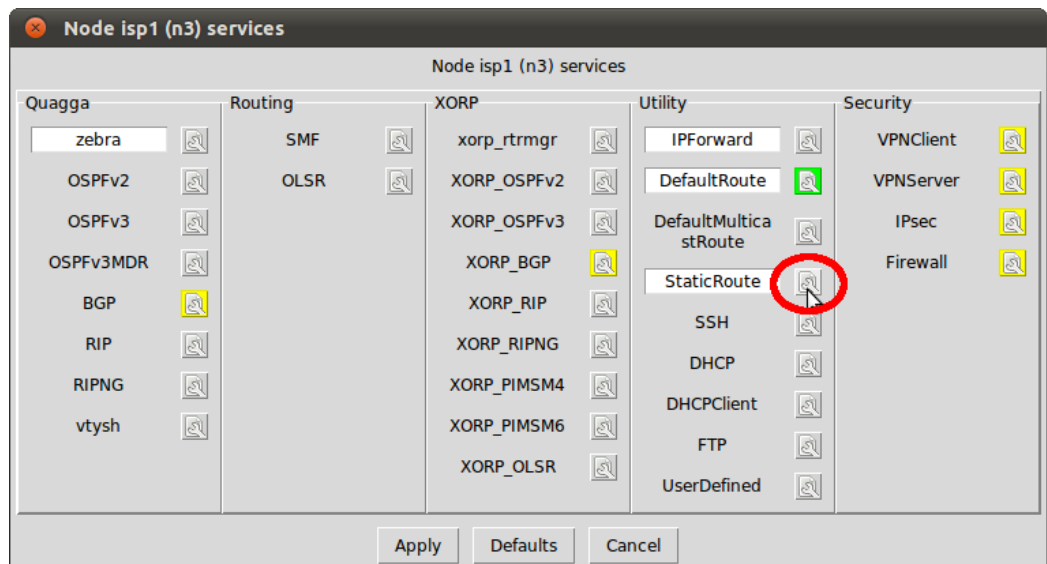 Node isp1 (n3) services
Node isp1 (n3) services
Quagga
zebra
OSPFv2
OSPFv3
OSPFv3MDR
BGP
RIP
RIPNG
vtysh
Routing
SMF
OLSR
XORP
xorp_rtrmgr
XORP_OSPFv2
XORP_OSPFv3
XORP_BGP
XORP_RIP
XORP_RIPNG
XORP_PIMSM4
XORP_PIMSM6
XORP_OLSR
Utility
IPForward
DefaultRoute
DefaultMultica
stRoute
StaticRoute
SSH
DHCP
DHCPClient
FTP
UserDefined
Security
VPNClient
VPNServer
IPsec
Firewall
Apply
Defaults
Cancel